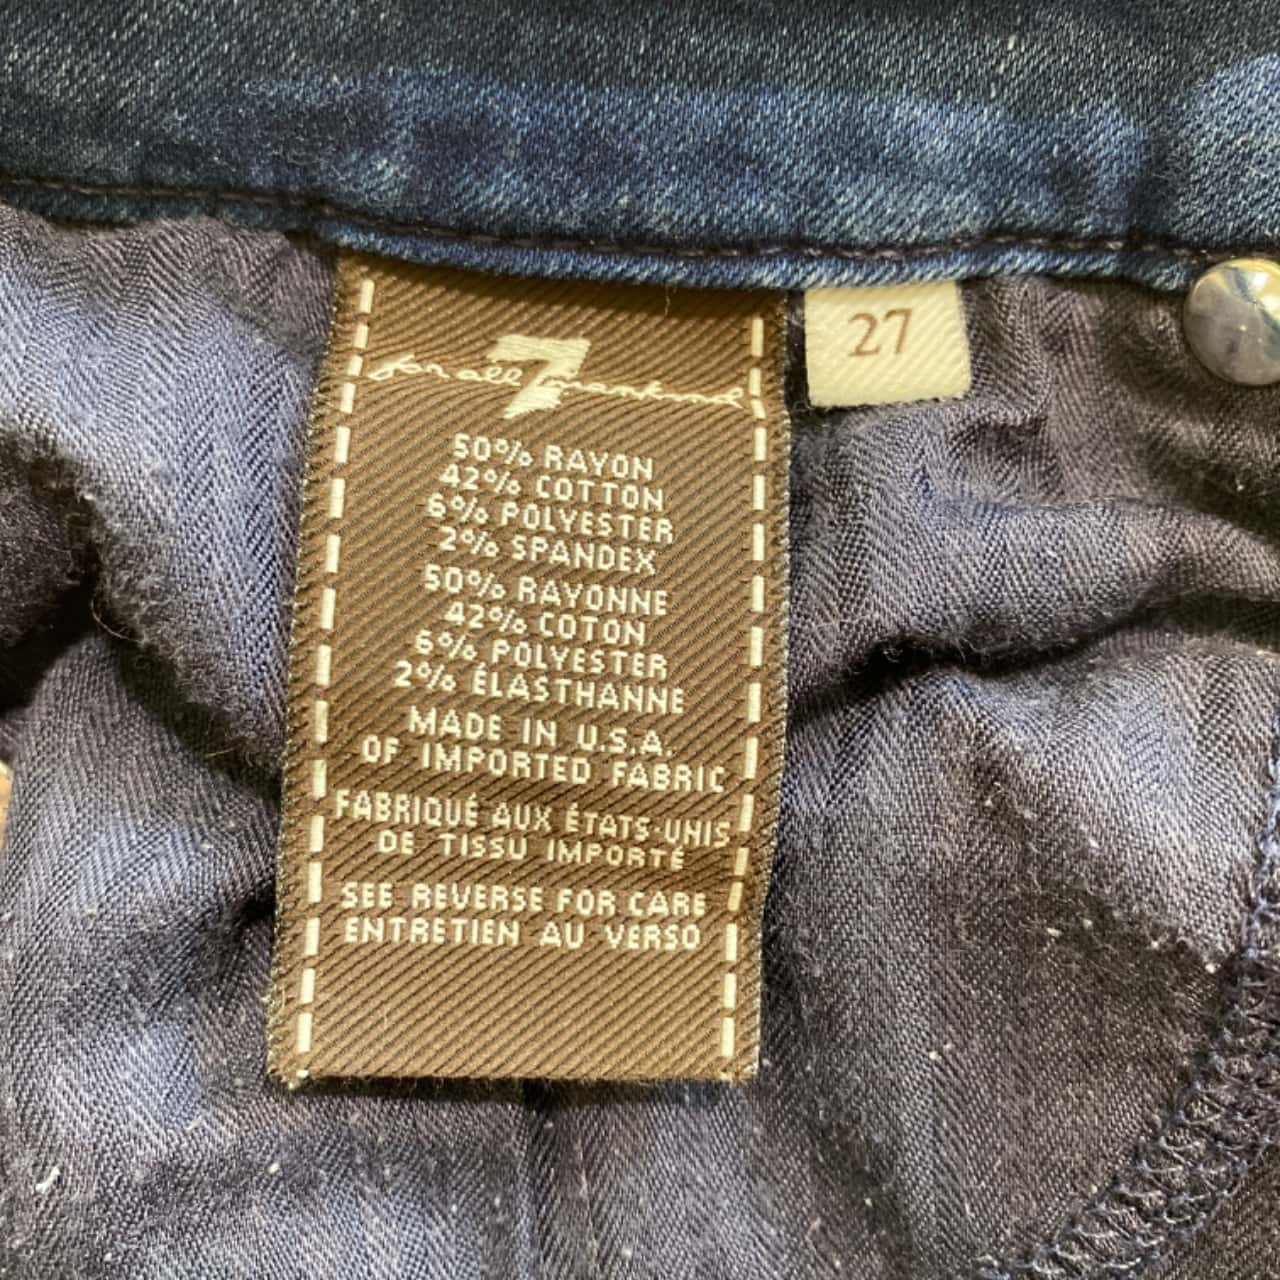 for all 7 mankind
27
50% RAYON
42% COTTON
6% POLYESTER
2% SPANDEX
50% RAYONNE
42% COTON
6% POLYESTER
2% ÉLASTHANNE
MADE IN U.S.A.
OF IMPORTED FABRIC
FABRIQUÉ AUX ÉTATS-UNIS
DE TISSU IMPORTÉ
SEE REVERSE FOR CARE
ENTRETIEN AU VERSO